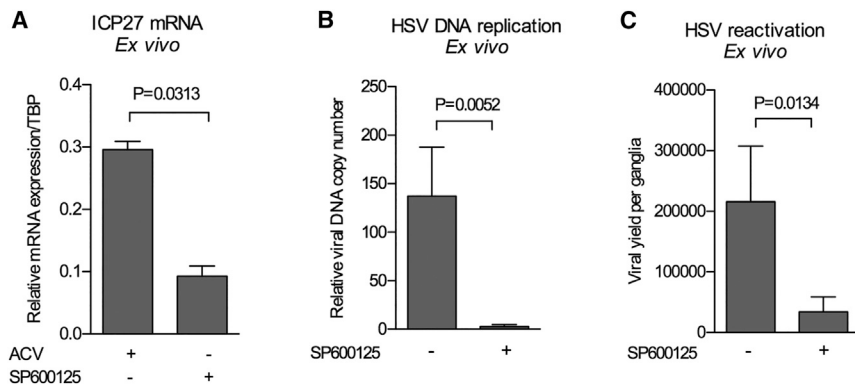 A
ICP27 mRNA
Ex vivo
Relative mRNA expression/TBP
0.4
0.3
0.2
0.1
0.0
P=0.0313
ACV + -
SP600125 - +
B
HSV DNA replication
Ex vivo
Relative viral DNA copy number
250
200
150
100
50
0
P=0.0052
SP600125 - +
C
HSV reactivation
Ex vivo
Viral yield per ganglia
400000
300000
200000
100000
0
P=0.0134
SP600125 - +